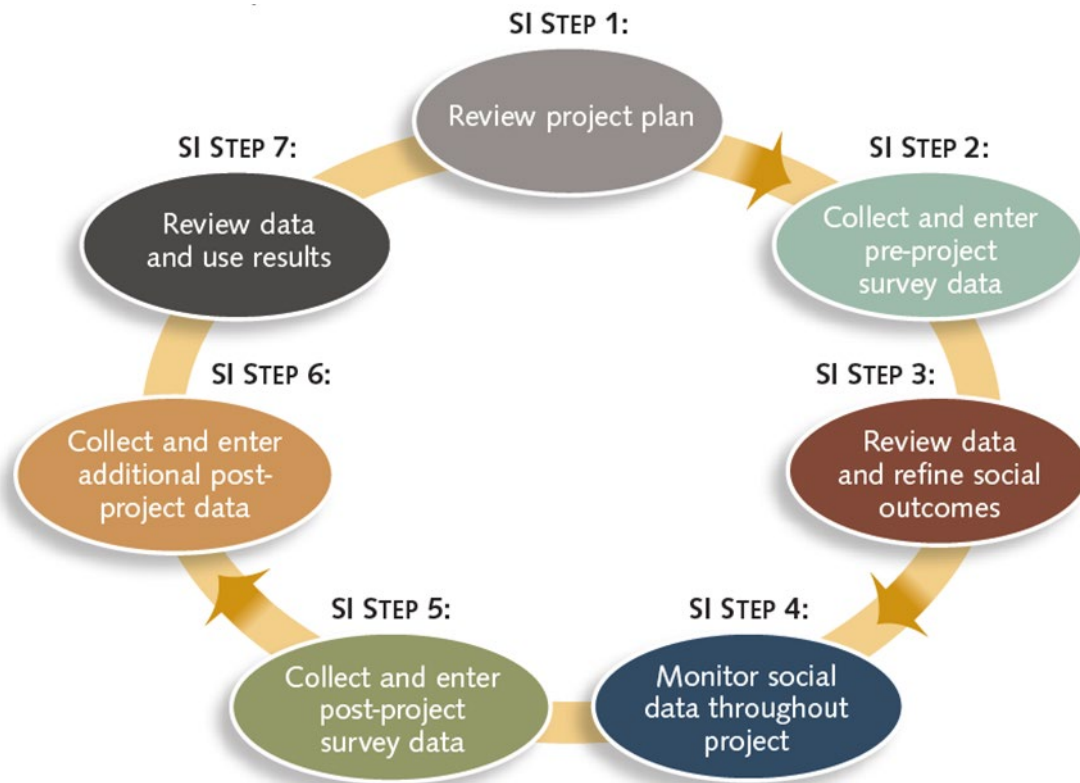 SI STEP 1:
Review project plan
SI STEP 2:
Collect and enter
pre-project
survey data
SI STEP 3:
Review data
and refine social
outcomes
SI STEP 4:
Monitor social
data throughout
project
SI STEP 5:
Collect and enter
post-project
survey data
SI STEP 6:
Collect and enter
additional post-
project data
SI STEP 7:
Review data
and use results